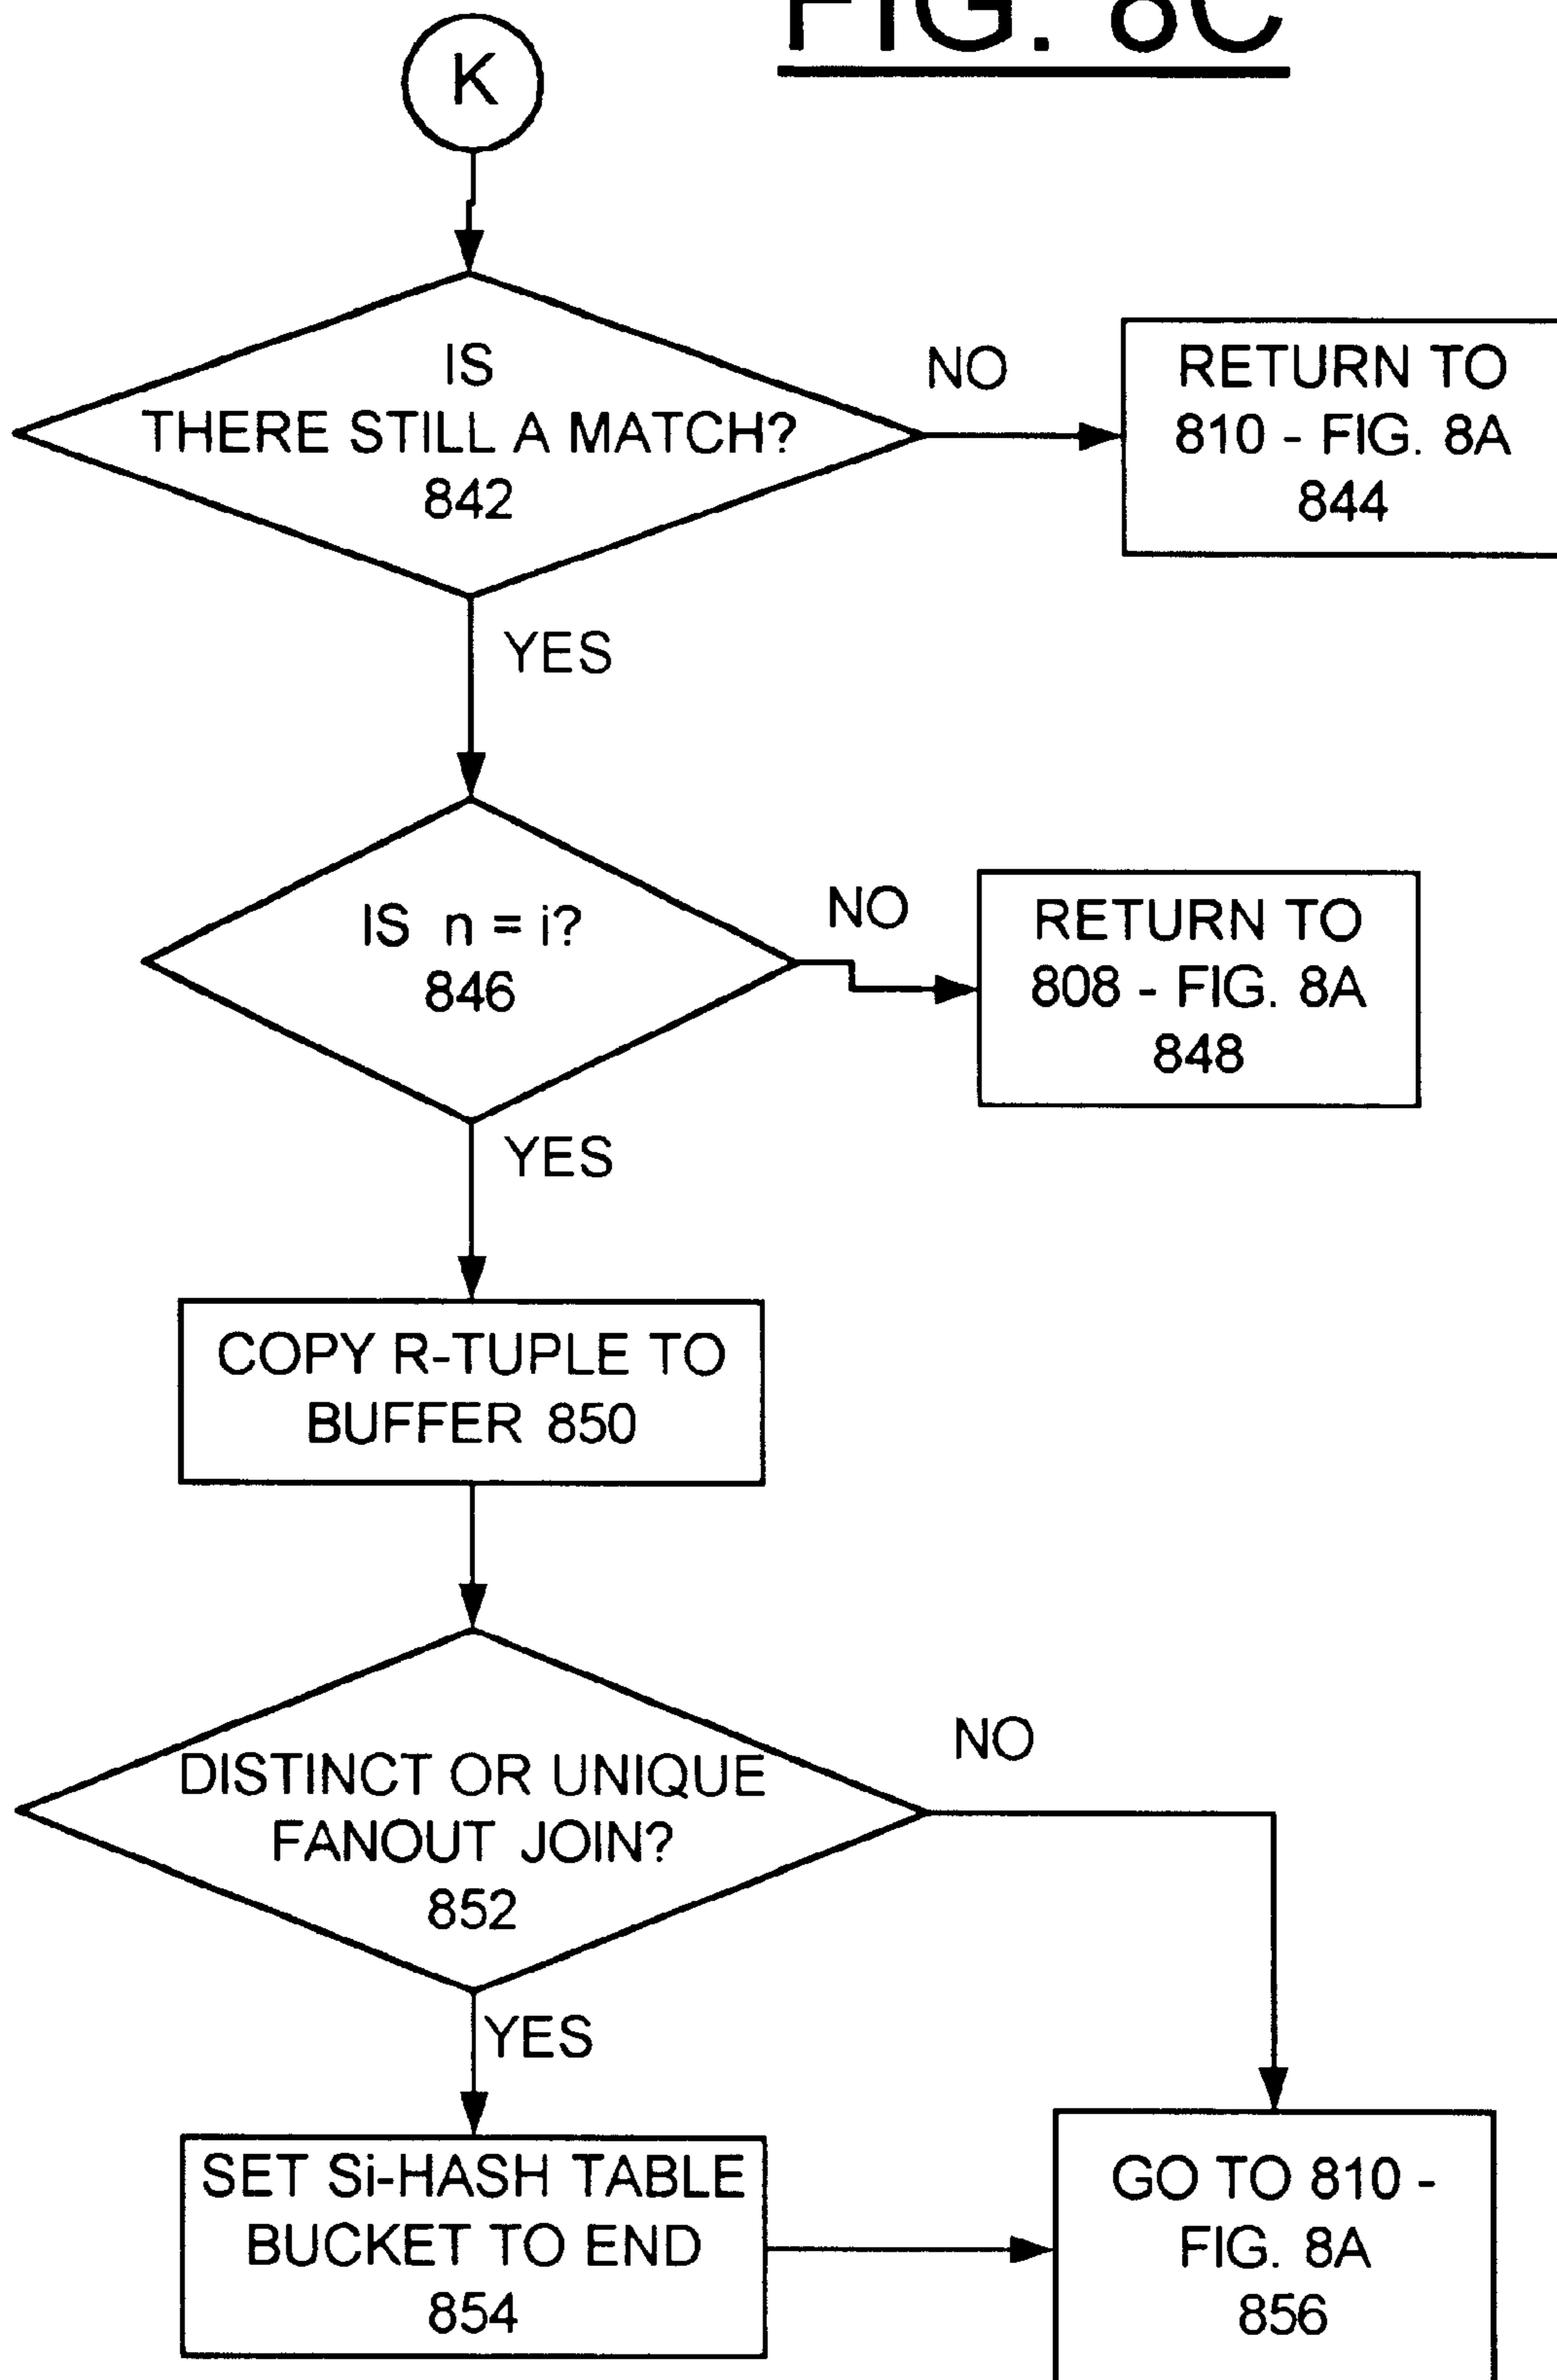 FIG. 8C
K
IS
THERE STILL A MATCH?
842
NO
RETURN TO
810 - FIG. 8A
844
YES
IS n = i?
846
NO
RETURN TO
808 - FIG. 8A
848
YES
COPY R-TUPLE TO
BUFFER 850
DISTINCT OR UNIQUE
FANOUT JOIN?
852
NO
YES
SET Si-HASH TABLE
BUCKET TO END
854
GO TO 810 -
FIG. 8A
856